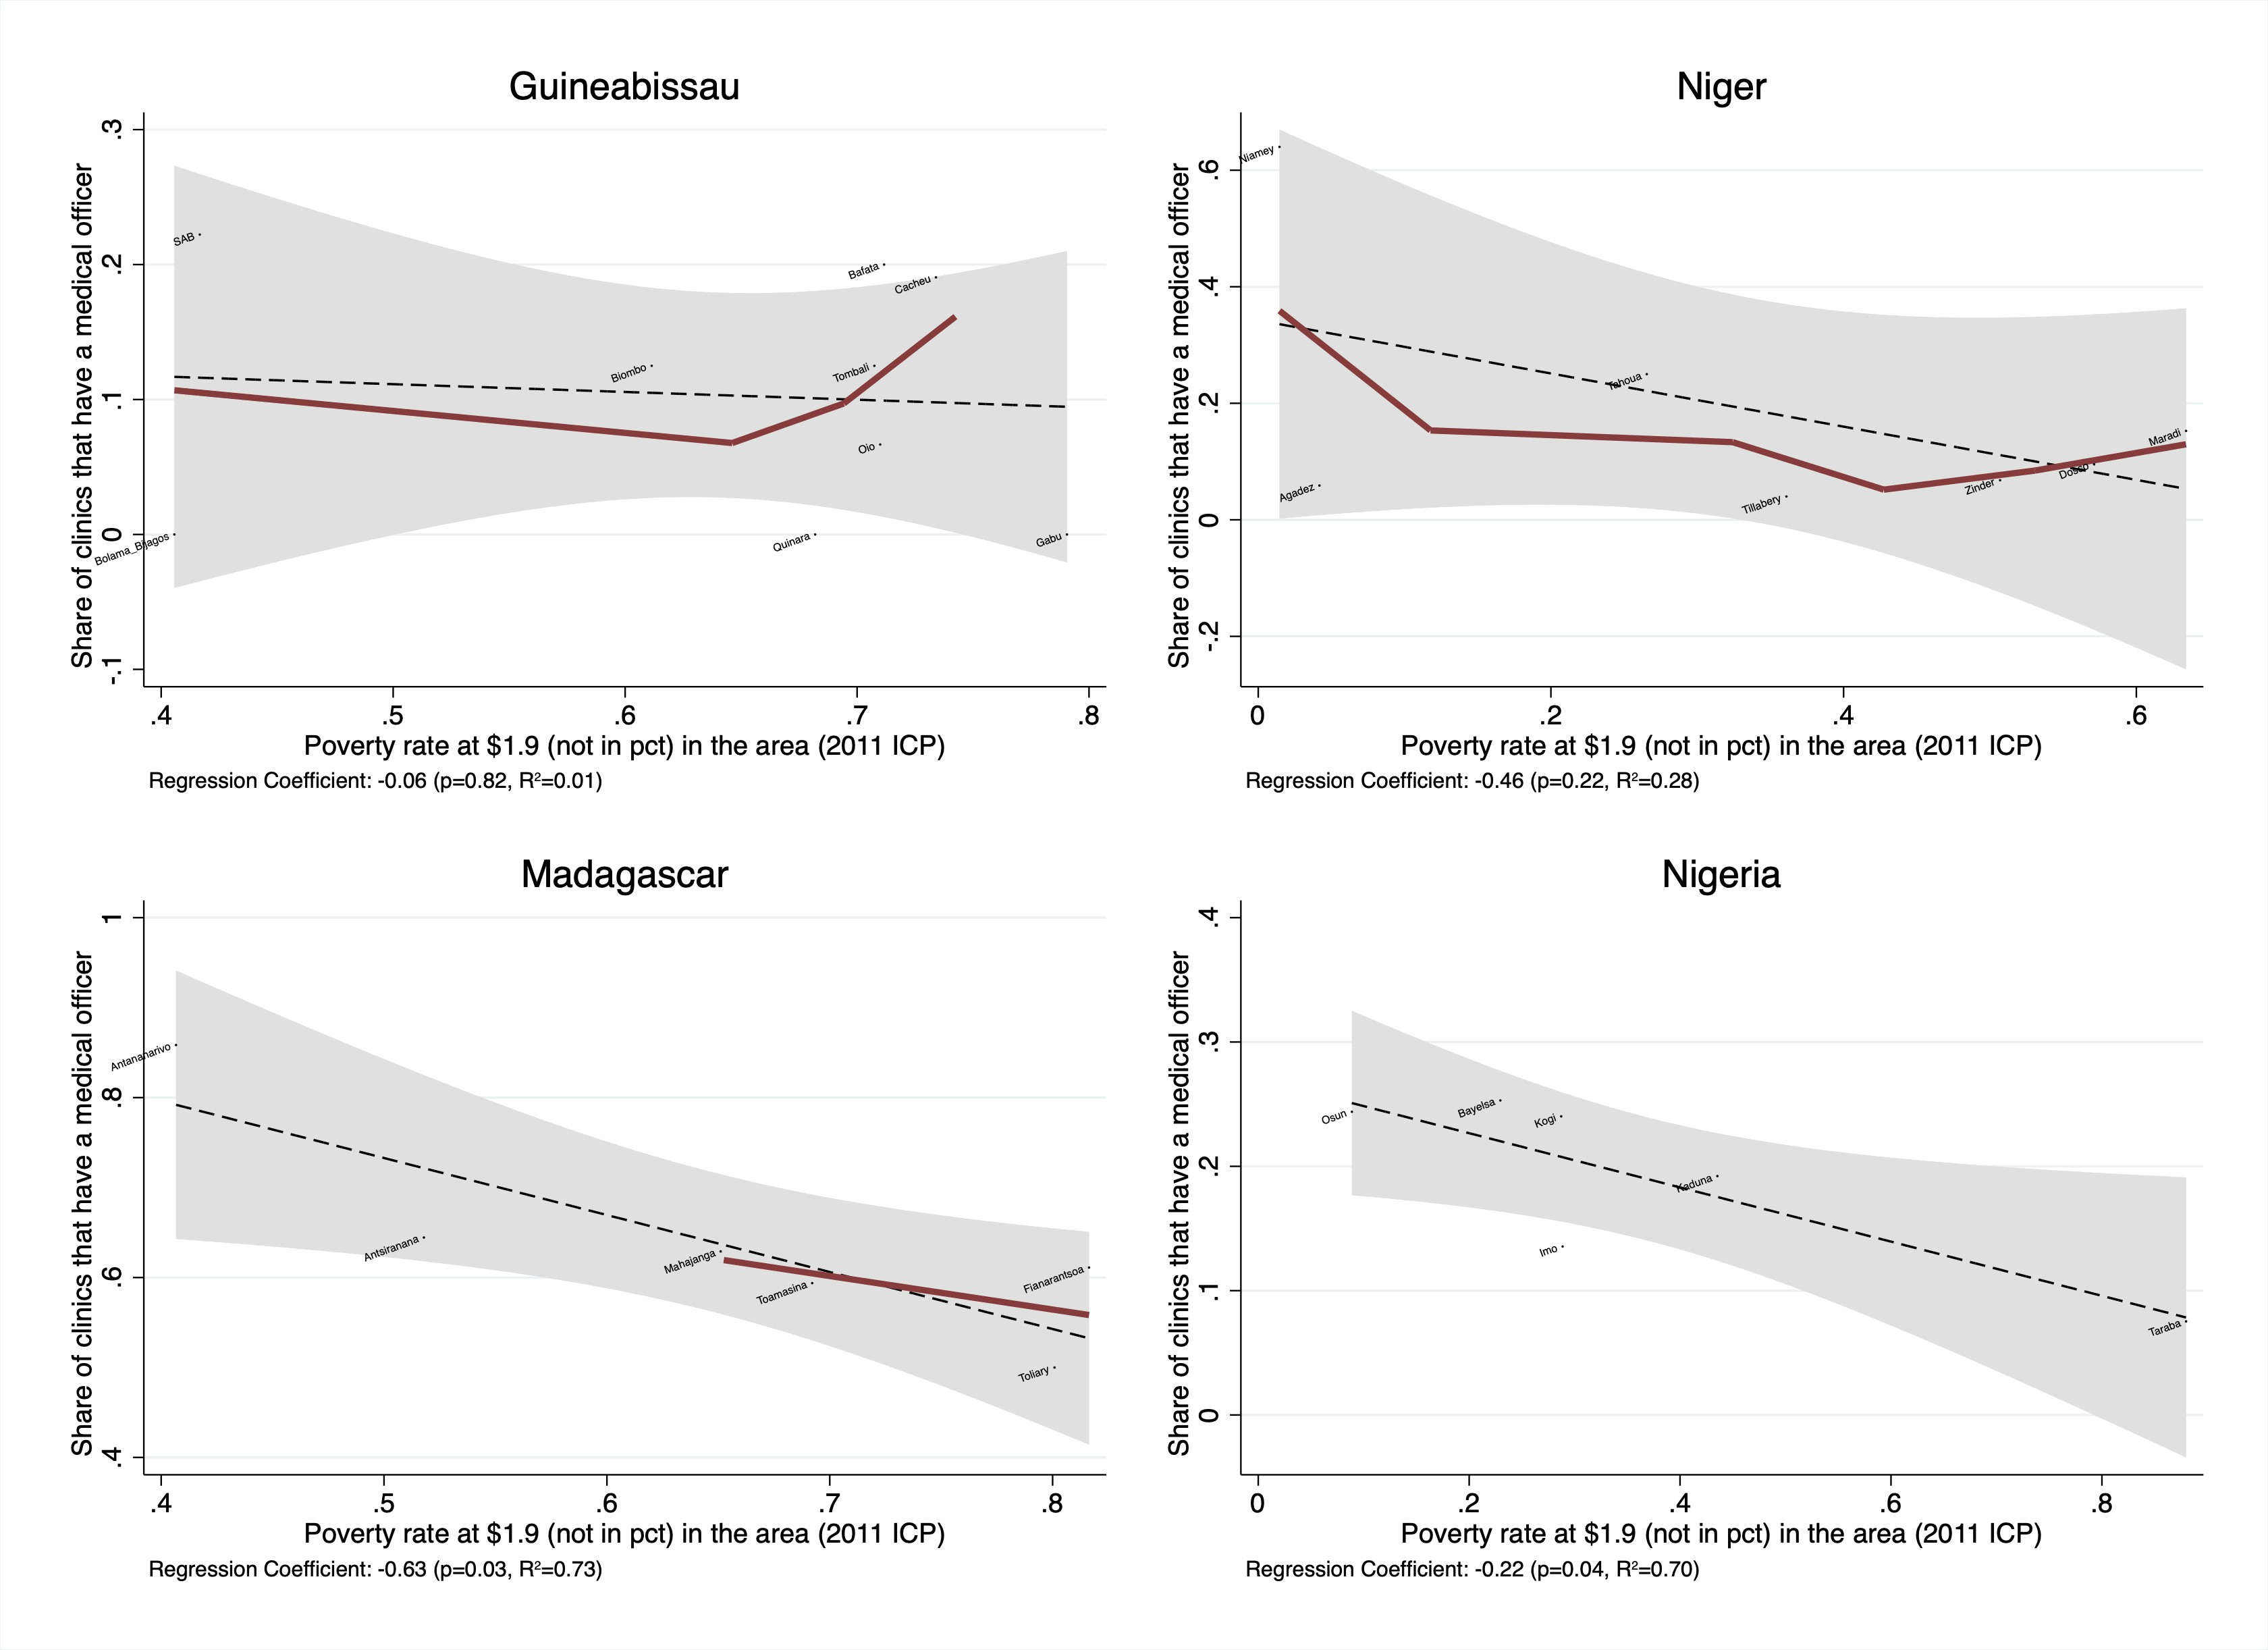 Guineabissau
Share of clinics that have a medical officer
.3
.2
.1
0
-.1
SAB
Bafata
Cacheu
Biombo
Tombali
Oio
Bolama_Bijagos
Quinara
Gabu
.4
.5
.6
.7
.8
Poverty rate at $1.9 (not in pct) in the area (2011 ICP)
Regression Coefficient: -0.06 (p=0.82, R²=0.01)
Niger
Share of clinics that have a medical officer
.6
.4
.2
0
-.2
Niamey
Tahoua
Maradi
Dosso
Zinder
Agadez
Tillabery
0
.2
.4
.6
Poverty rate at $1.9 (not in pct) in the area (2011 ICP)
Regression Coefficient: -0.46 (p=0.22, R²=0.28)
Madagascar
Share of clinics that have a medical officer
1
.8
.6
.4
Antananarivo
Antsiranana
Mahajanga
Toamasina
Fianarantsoa
Toliary
.4
.5
.6
.7
.8
Poverty rate at $1.9 (not in pct) in the area (2011 ICP)
Regression Coefficient: -0.63 (p=0.03, R²=0.73)
Nigeria
Share of clinics that have a medical officer
.4
.3
.2
.1
0
Osun
Bayelsa
Kogi
Kaduna
Imo
Taraba
0
.2
.4
.6
.8
Poverty rate at $1.9 (not in pct) in the area (2011 ICP)
Regression Coefficient: -0.22 (p=0.04, R²=0.70)